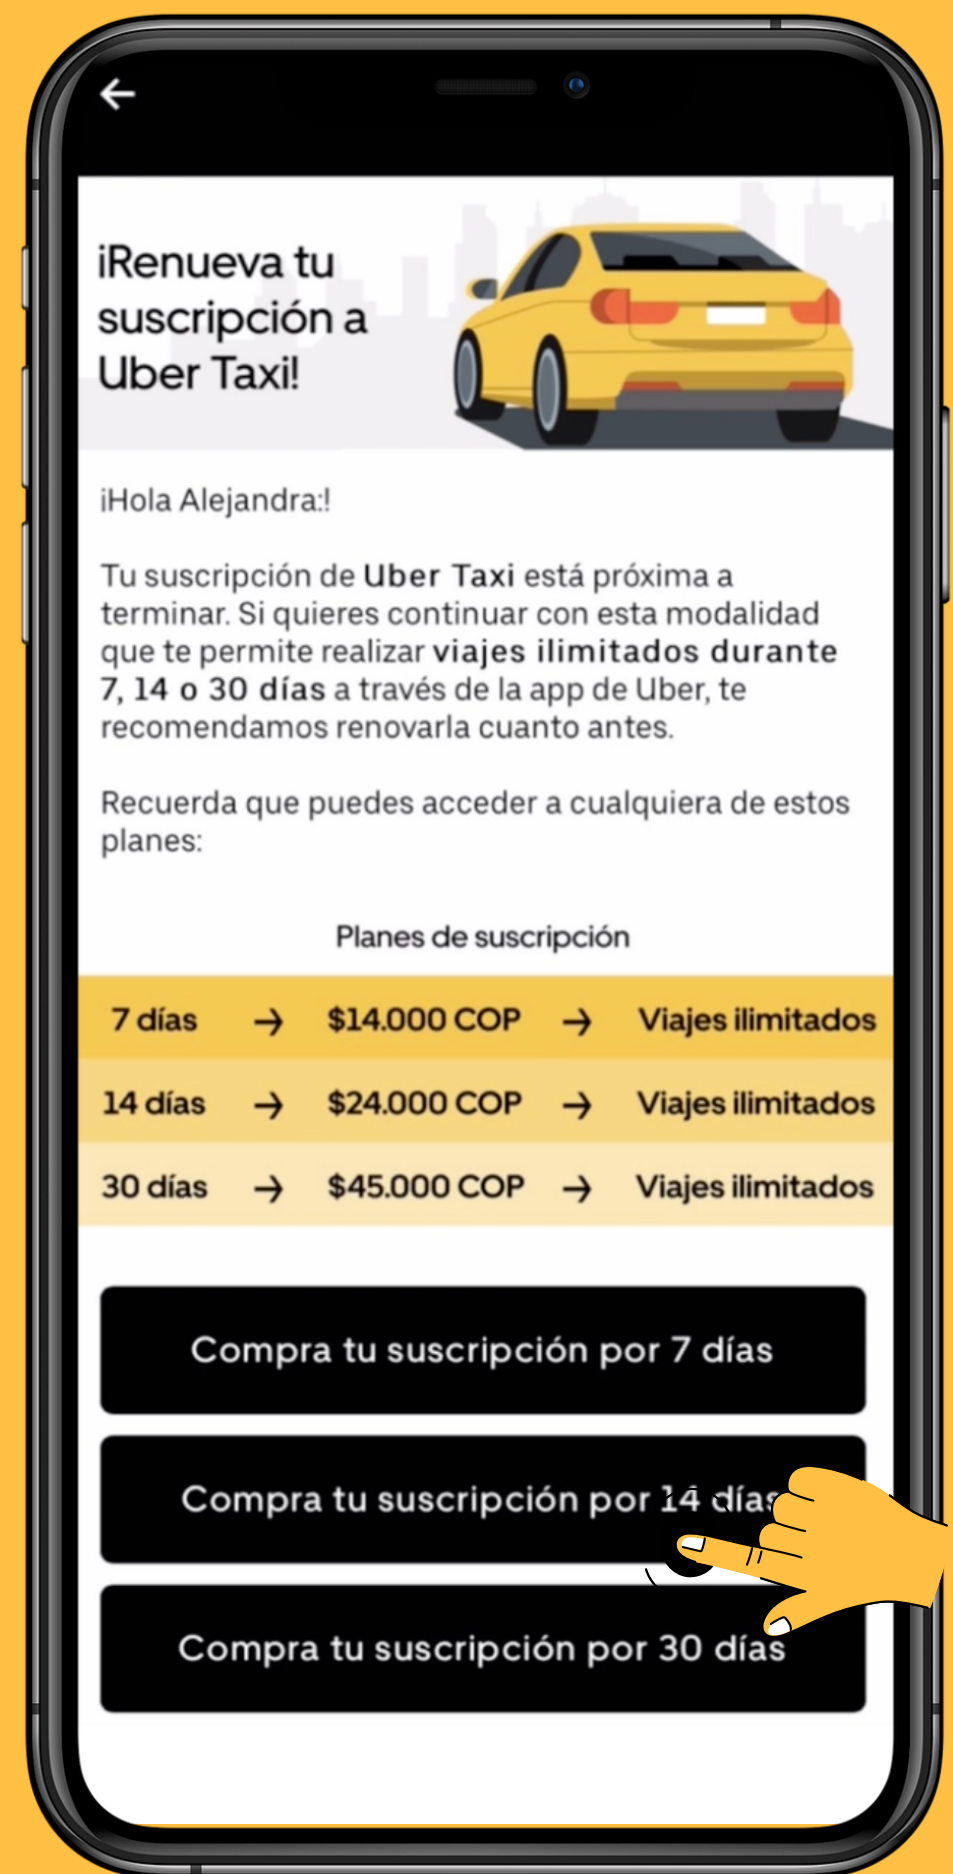 ¡Renueva tu
suscripción a
Uber Taxi!
¡Hola Alejandra:!
Tu suscripción de Uber Taxi está próxima a
terminar. Si quieres continuar con esta modalidad
que te permite realizar viajes ilimitados durante
7, 14 o 30 días a través de la app de Uber, te
recomendamos renovarla cuanto antes.
Recuerda que puedes acceder a cualquiera de estos
planes:
Planes de suscripción
7 días → $14.000 COP → Viajes ilimitados
14 días → $24.000 COP → Viajes ilimitados
30 días → $45.000 COP → Viajes ilimitados
Compra tu suscripción por 7 días
Compra tu suscripción por 14 días
Compra tu suscripción por 30 días